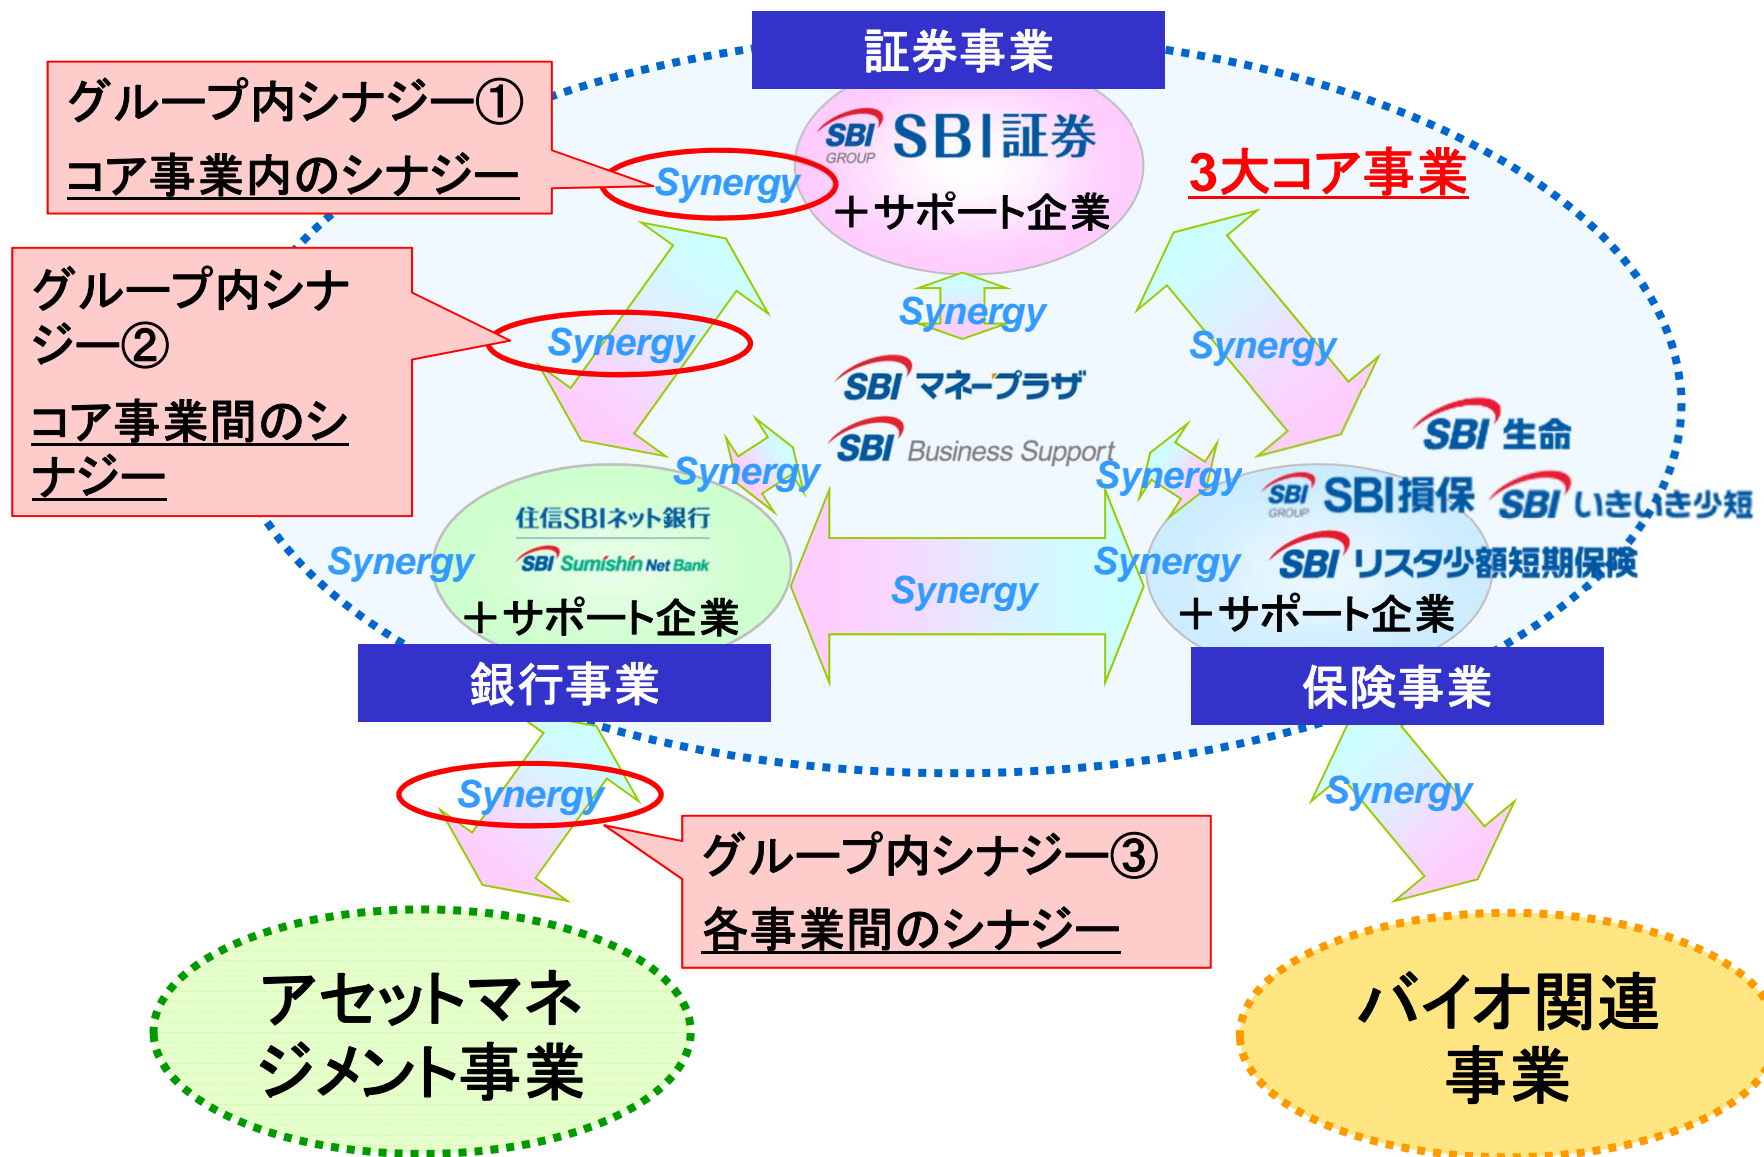 証券事業
グループ内シナジー①
コア事業内のシナジー
SBI GROUP SBI証券
＋サポート企業
Synergy
3大コア事業
グループ内シナ
ジー②
コア事業間のシ
ナジー
Synergy
Synergy
Synergy
SBI マネープラザ
SBI Business Support
Synergy
Synergy
SBI 生命
SBI GROUP SBI損保
SBI いきいき少短
SBI リスタ少額短期保険
＋サポート企業
住信SBIネット銀行
SBI Sumishin Net Bank
＋サポート企業
Synergy
Synergy
Synergy
銀行事業
保険事業
Synergy
Synergy
グループ内シナジー③
各事業間のシナジー
アセットマネ
ジメント事業
バイオ関連
事業